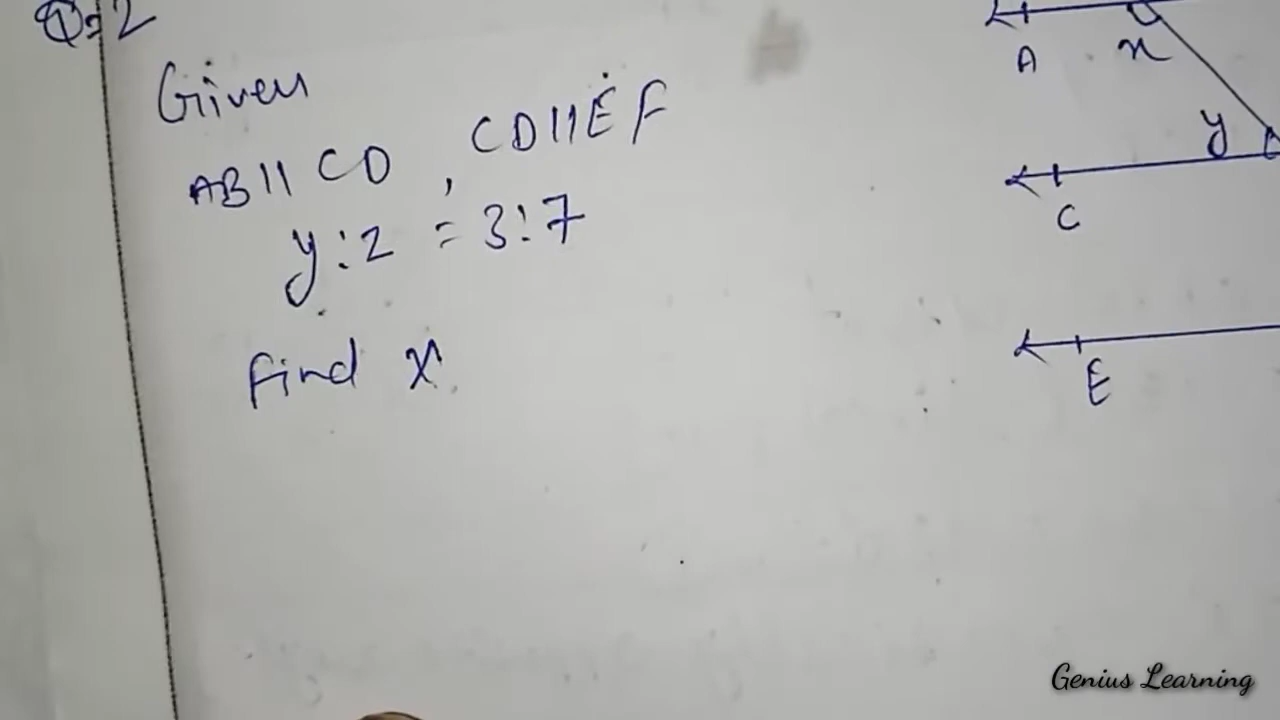 Q:2
Given
AB || CD , CD || EF
y : z = 3 : 7
Find x
A
x
y
C
E
Genius Learning